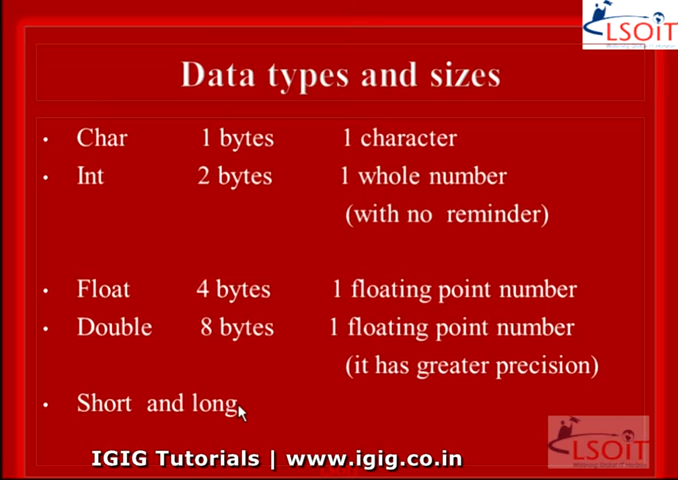 LSOiT
Data types and sizes
• Char 1 bytes 1 character
• Int 2 bytes 1 whole number
(with no reminder)
• Float 4 bytes 1 floating point number
• Double 8 bytes 1 floating point number
(it has greater precision)
• Short and long
LSOiT
IGIG Tutorials | www.igig.co.in